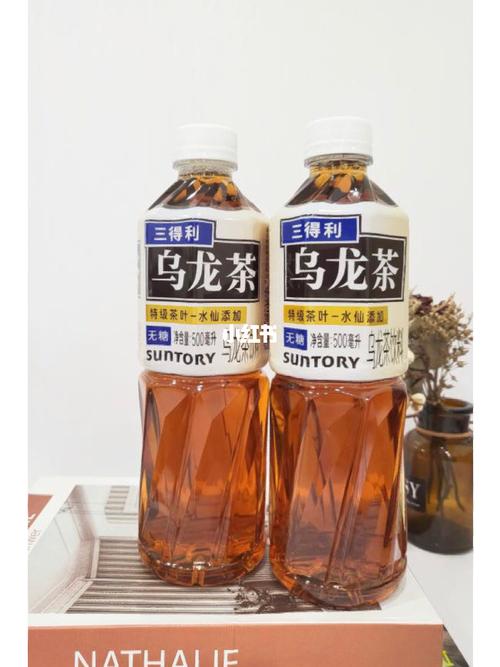 三得利
乌龙茶
特级茶叶-水仙添加
无糖 净含量:500毫升
SUNTORY 乌龙茶饮料
三得利
乌龙茶
特级茶叶-水仙添加
无糖 净含量:500毫升
SUNTORY 乌龙茶饮料
小红书
SY
NATHALIE